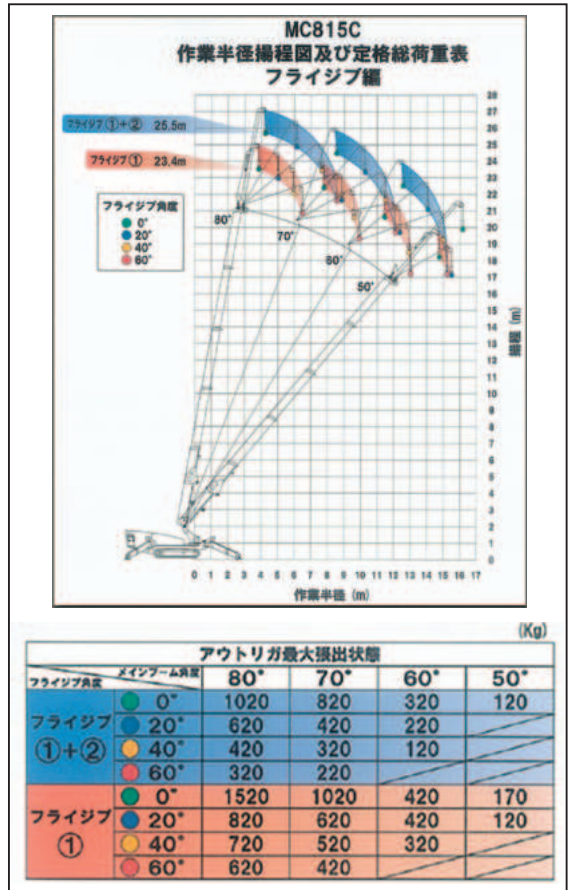 MC815C
作業半径揚程図及び定格総荷重表
フライジブ編
フライジブ①+② 25.5m
フライジブ① 23.4m
フライジブ角度
0°
20°
40°
60°
80°
70°
60°
50°
28
27
26
25
24
23
22
21
20
19
18
17
16
15
14
13
12
11
10
9
8
7
6
5
4
3
2
1
0
揚程 (m)
0 1 2 3 4 5 6 7 8 9 10 11 12 13 14 15 16 17
作業半径 (m)
(Kg)
アウトリガ最大張出状態
フライジブ角度 メインブーム角度 80° 70° 60° 50°
フライジブ ①+②
0° 1020 820 320 120
20° 620 420 220
40° 420 320 120
60° 320 220
フライジブ ①
0° 1520 1020 420 170
20° 820 620 420 120
40° 720 520 320
60° 620 420